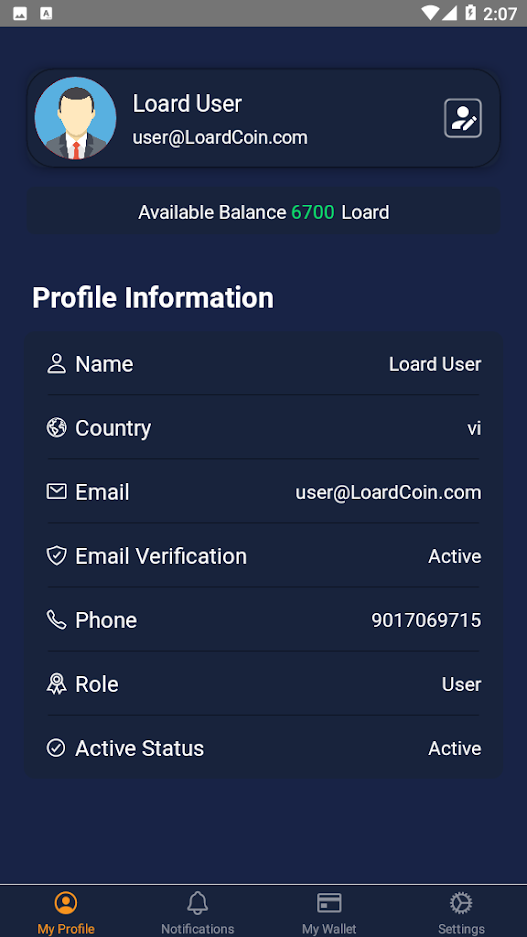 A
2:07
Loard User
user@LoardCoin.com
Available Balance 6700 Loard
Profile Information
Name Loard User
Country vi
Email user@LoardCoin.com
Email Verification Active
Phone 9017069715
Role User
Active Status Active
My Profile Notifications My Wallet Settings